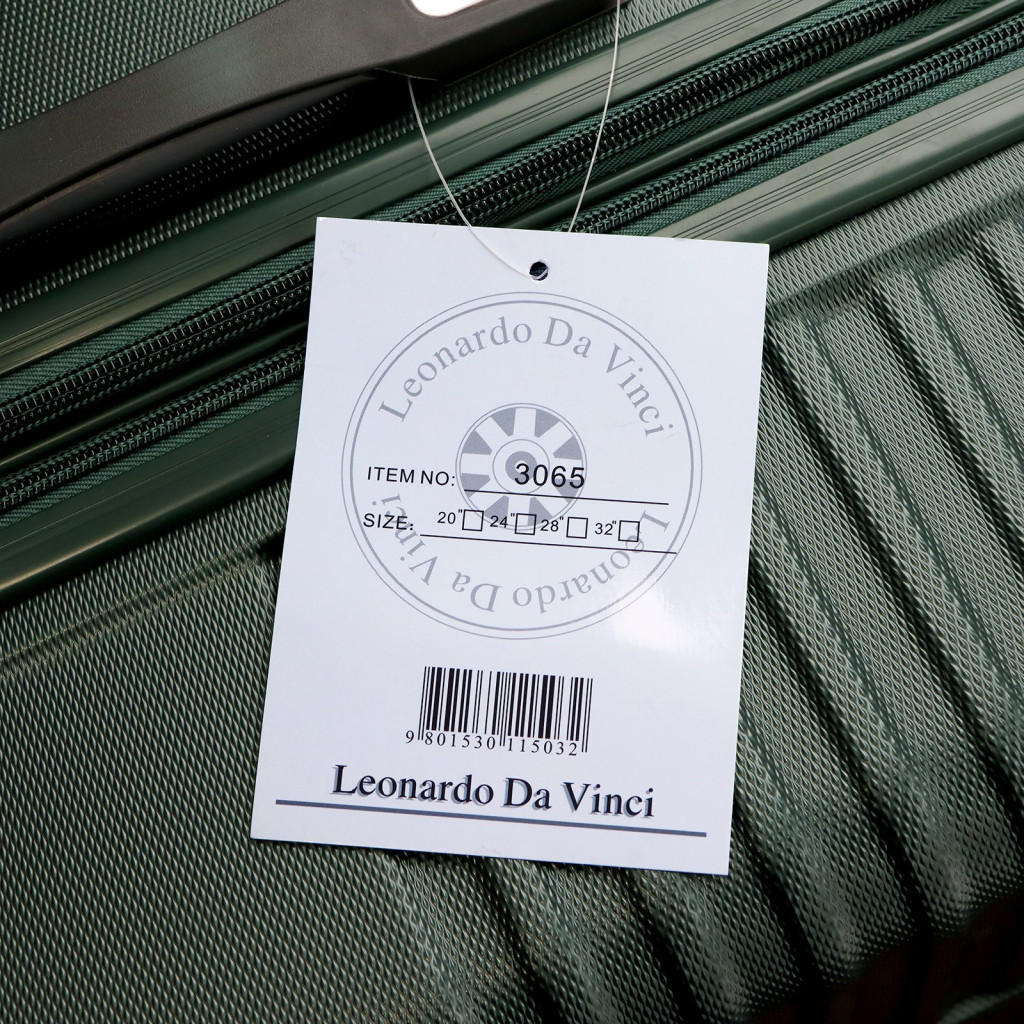 Leonardo Da Vinci
ITEM NO: 3065
SIZE: 20" 24" 28" 32"
Leonardo Da Vinci
9 801530 115032
Leonardo Da Vinci